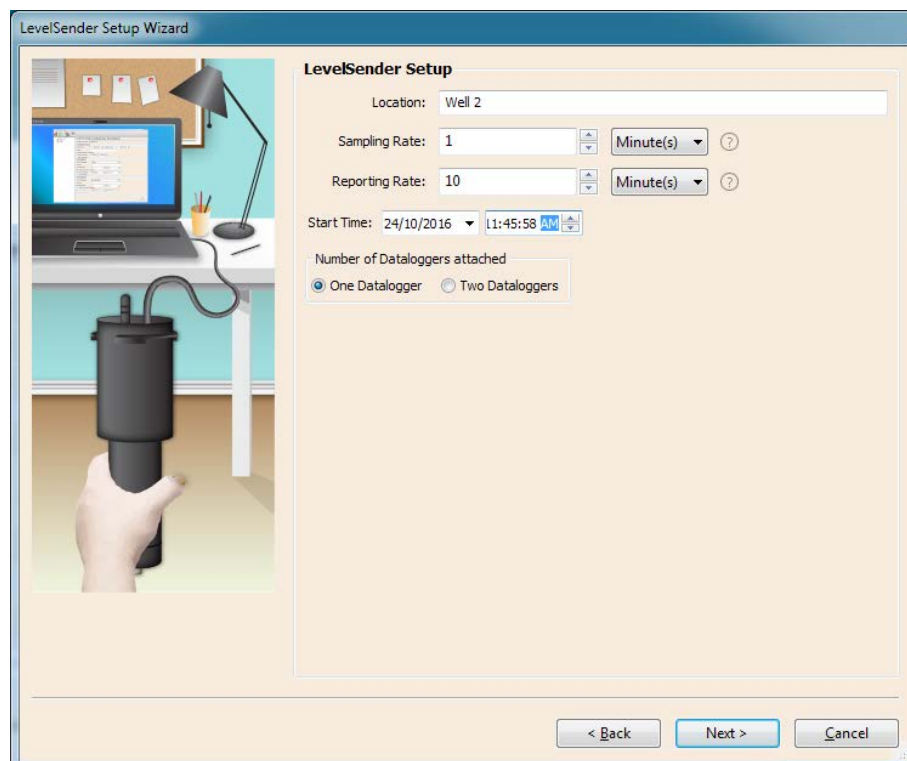 LevelSender Setup Wizard
LevelSender Setup
Location: Well 2
Sampling Rate: 1 Minute(s) ?
Reporting Rate: 10 Minute(s) ?
Start Time: 24/10/2016 11:45:58 AM
Number of Dataloggers attached
One Datalogger Two Dataloggers
< Back Next > Cancel